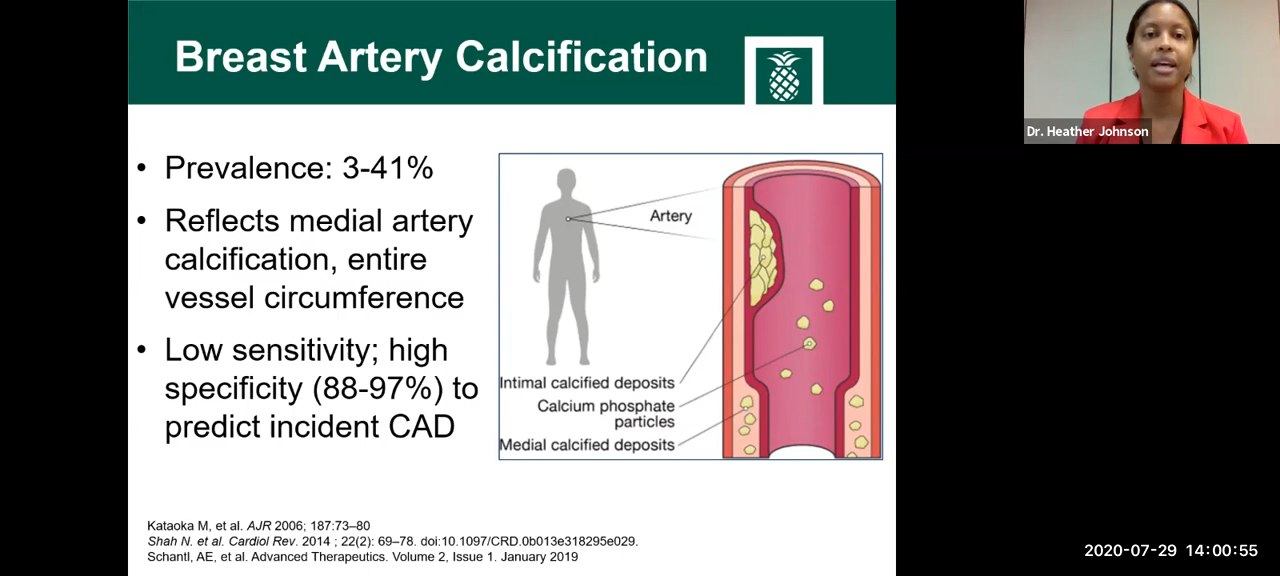 Breast Artery Calcification
• Prevalence: 3-41%
• Reflects medial artery
calcification, entire
vessel circumference
• Low sensitivity; high
specificity (88-97%) to
predict incident CAD
Artery
Intimal calcified deposits
Calcium phosphate
particles
Medial calcified deposits
Kataoka M, et al. AJR 2006; 187:73–80
Shah N. et al. Cardiol Rev. 2014 ; 22(2): 69–78. doi:10.1097/CRD.0b013e318295e029.
Schantl, AE, et al. Advanced Therapeutics. Volume 2, Issue 1. January 2019
Dr. Heather Johnson
2020-07-29 14:00:55